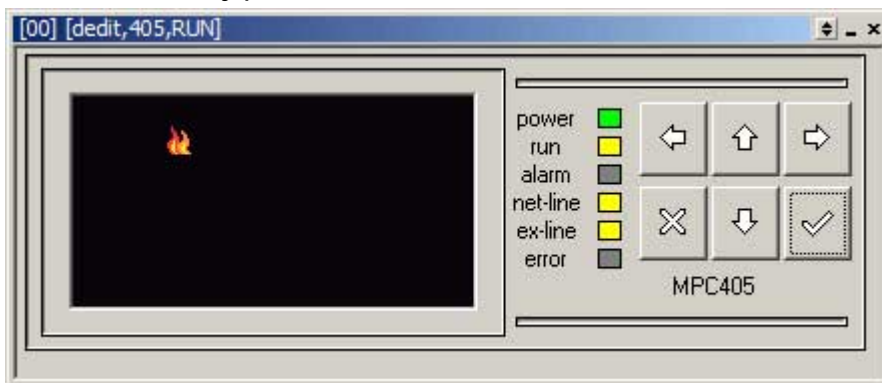 [00] [dedit,405,RUN]
power
run
alarm
net-line
ex-line
error
MPC405